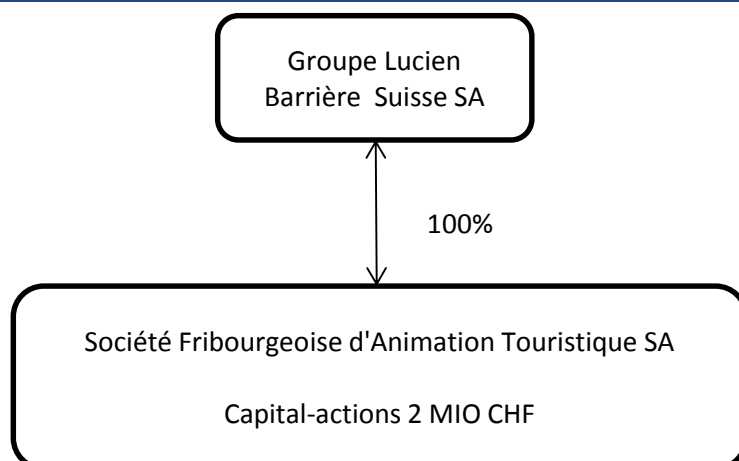 Groupe Lucien
Barrière  Suisse SA
100%
Société Fribourgeoise d'Animation Touristique SA
Capital-actions 2 MIO CHF